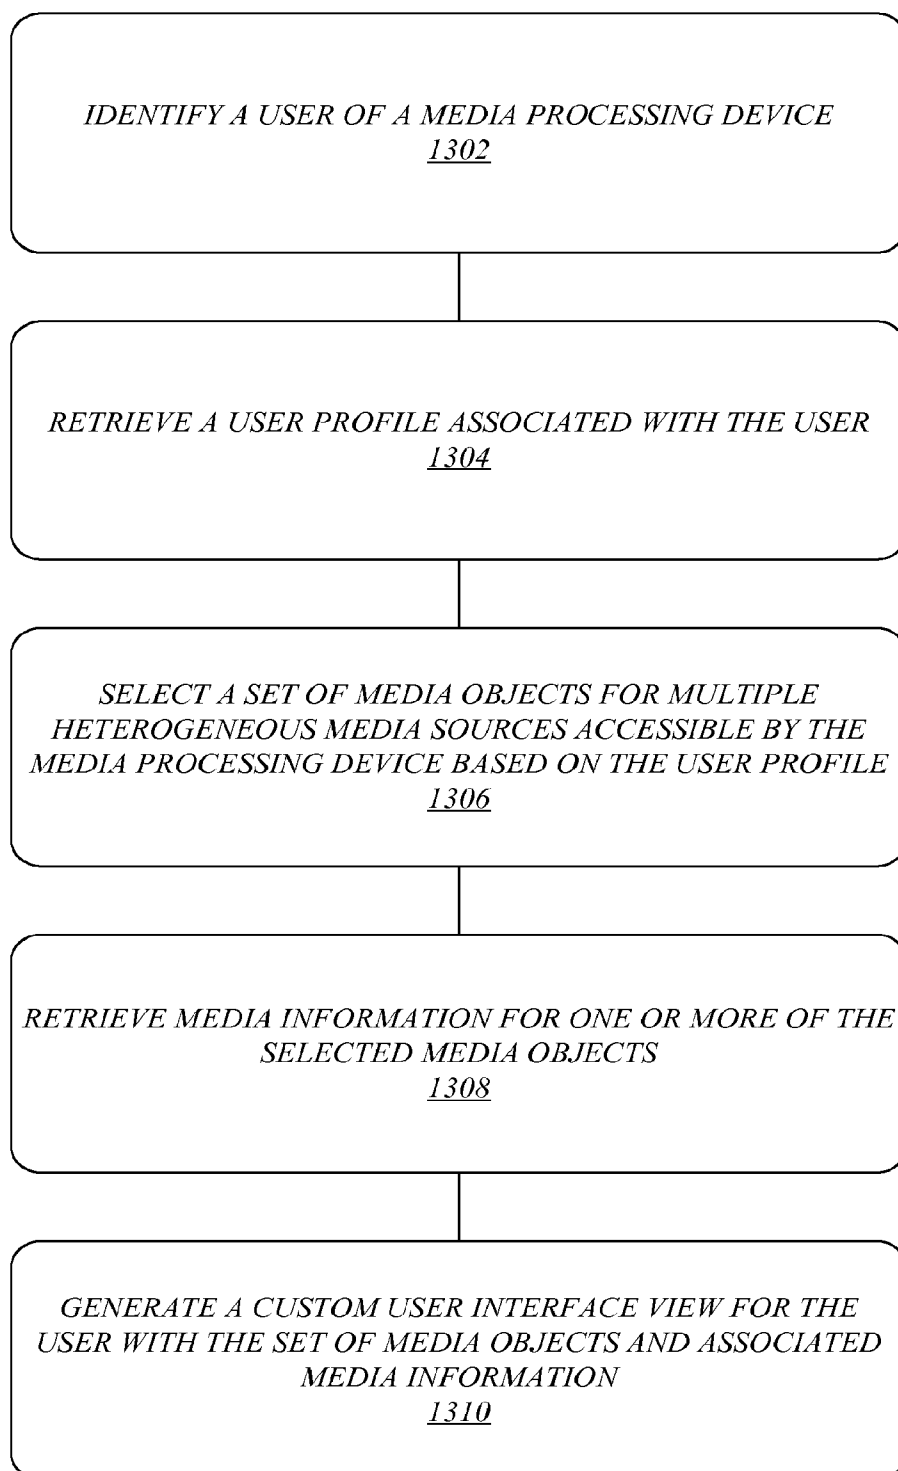 IDENTIFY A USER OF A MEDIA PROCESSING DEVICE
1302
RETRIEVE A USER PROFILE ASSOCIATED WITH THE USER
1304
SELECT A SET OF MEDIA OBJECTS FOR MULTIPLE
HETEROGENEOUS MEDIA SOURCES ACCESSIBLE BY THE
MEDIA PROCESSING DEVICE BASED ON THE USER PROFILE
1306
RETRIEVE MEDIA INFORMATION FOR ONE OR MORE OF THE
SELECTED MEDIA OBJECTS
1308
GENERATE A CUSTOM USER INTERFACE VIEW FOR THE
USER WITH THE SET OF MEDIA OBJECTS AND ASSOCIATED
MEDIA INFORMATION
1310